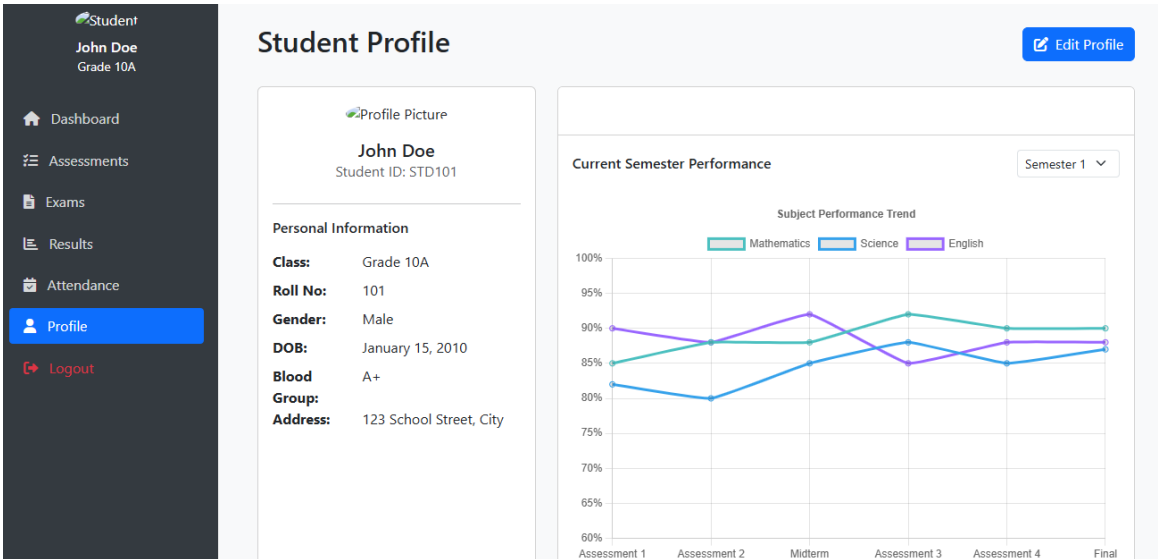 Student
John Doe
Grade 10A
Dashboard
Assessments
Exams
Results
Attendance
Profile
Logout
Student Profile
Edit Profile
Profile Picture
John Doe
Student ID: STD101
Personal Information
Class: Grade 10A
Roll No: 101
Gender: Male
DOB: January 15, 2010
Blood Group: A+
Address: 123 School Street, City
Current Semester Performance
Semester 1
Subject Performance Trend
Mathematics Science English
100%
95%
90%
85%
80%
75%
70%
65%
60%
Assessment 1 Assessment 2 Midterm Assessment 3 Assessment 4 Final